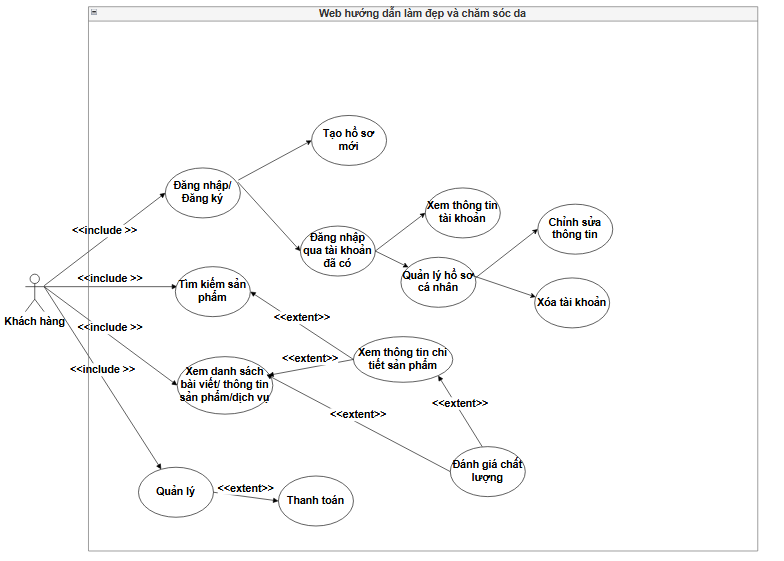 Web hướng dẫn làm đẹp và chăm sóc da
Tạo hồ sơ
mới
Đăng nhập/
Đăng ký
<<include >>
Xem thông tin
tài khoản
Chỉnh sửa
thông tin
Đăng nhập
qua tài khoản
đã có
Quản lý hồ sơ
cá nhân
Xóa tài khoản
<<include >>
Tìm kiếm sản
phẩm
Khách hàng
<<include >>
<<extent>>
Xem thông tin chi
tiết sản phẩm
<<extent>>
<<include >>
Xem danh sách
bài viết/ thông tin
sản phẩm/dịch vụ
<<extent>>
<<extent>>
Đánh giá chất
lượng
Quản lý
<<extent>>
Thanh toán